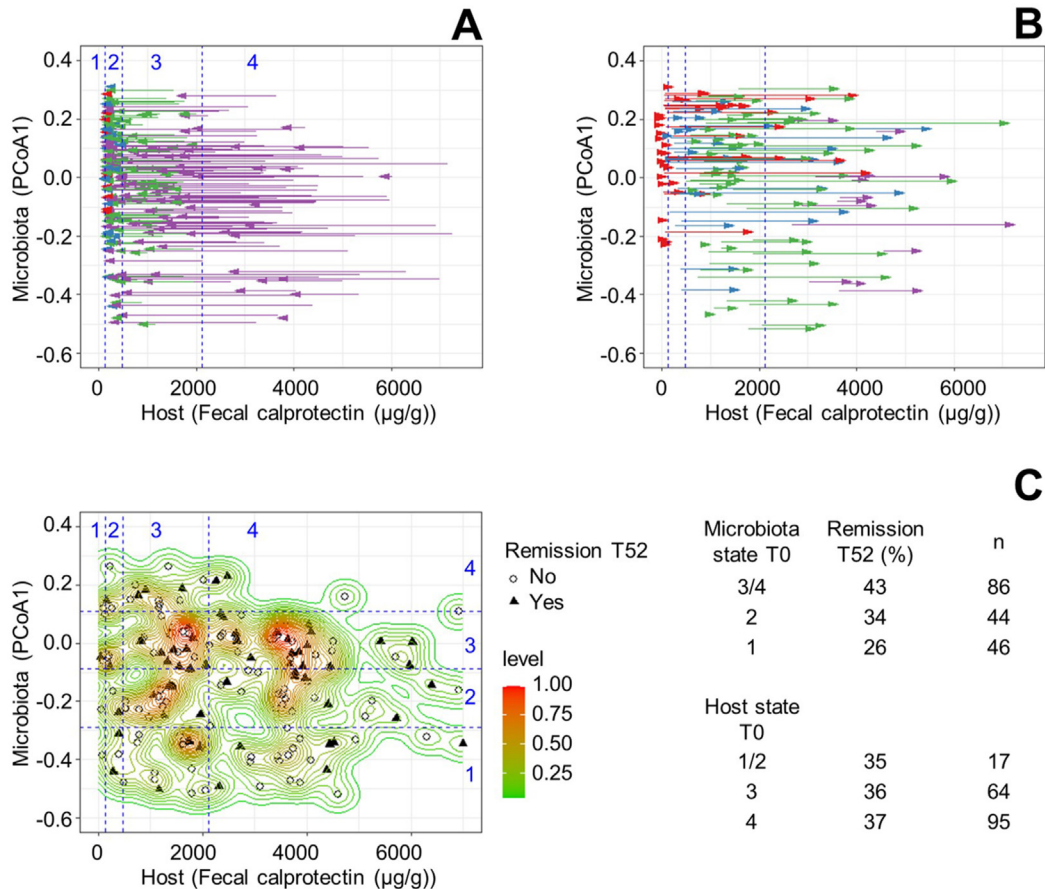 A
B
1 2 3 4
0.4
0.2
0.0
-0.2
-0.4
-0.6
Microbiota (PCoA1)
0 2000 4000 6000
Host (Fecal calprotectin (µg/g))
0.4
0.2
0.0
-0.2
-0.4
-0.6
Microbiota (PCoA1)
0 2000 4000 6000
Host (Fecal calprotectin (µg/g))
C
1 2 3 4
4
3
2
1
0.4
0.2
0.0
-0.2
-0.4
-0.6
Microbiota (PCoA1)
0 2000 4000 6000
Host (Fecal calprotectin (µg/g))
Remission T52
No
Yes
level
1.00
0.75
0.50
0.25
Microbiota Remission n
state T0 T52 (%)
3/4 43 86
2 34 44
1 26 46
Host state
T0
1/2 35 17
3 36 64
4 37 95